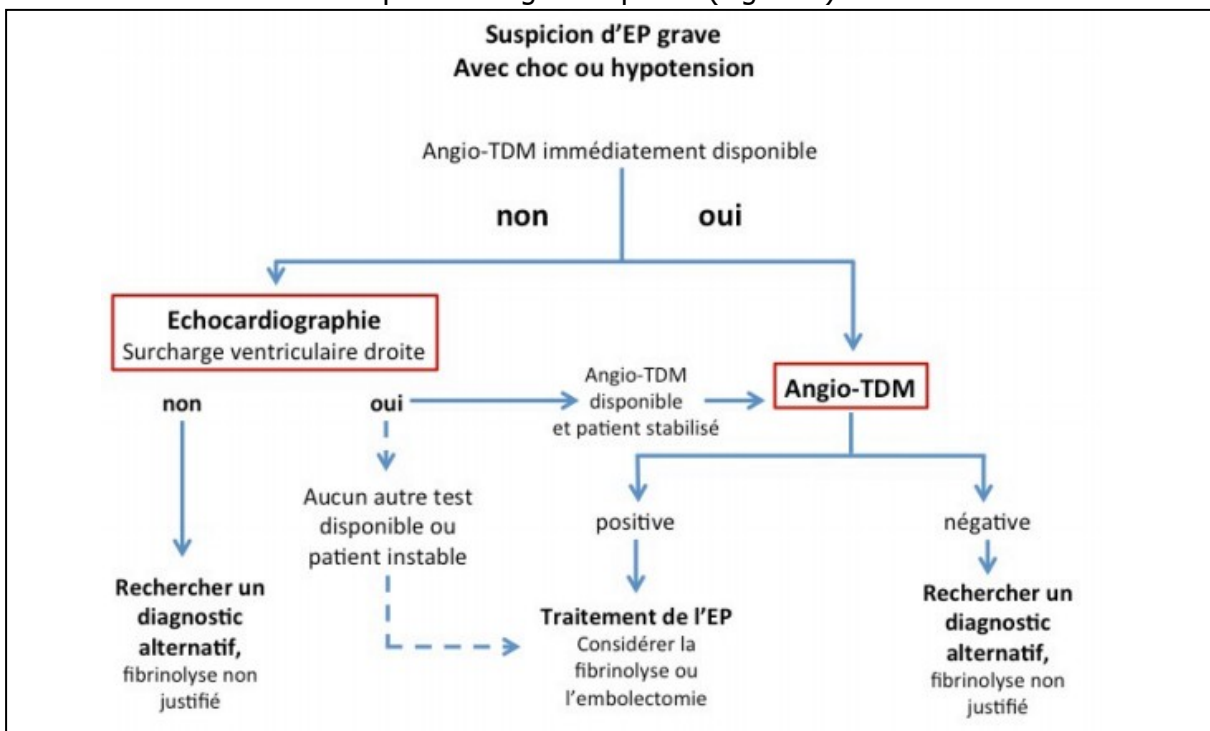 Suspicion d'EP grave
Avec choc ou hypotension
Angio-TDM immédiatement disponible
non
oui
Echocardiographie
Surcharge ventriculaire droite
non
oui
Angio-TDM
disponible
et patient stabilisé
Angio-TDM
Aucun autre test
disponible ou
patient instable
positive
négative
Rechercher un
diagnostic
alternatif,
fibrinolyse non
justifié
Traitement de l'EP
Considérer la
fibrinolyse ou
l'embolectomie
Rechercher un
diagnostic
alternatif,
fibrinolyse non
justifié